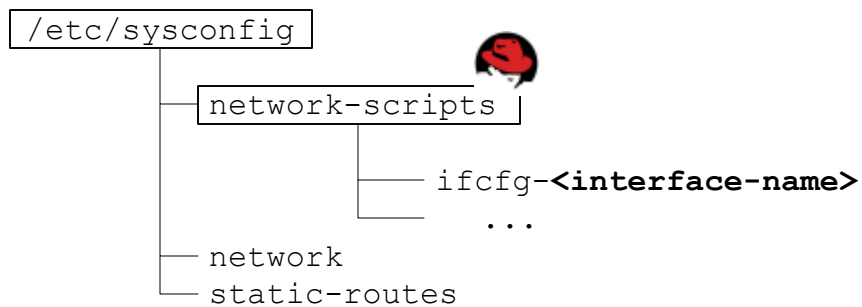 /etc/sysconfig
network-scripts
ifcfg-<interface-name>
...
network
static-routes